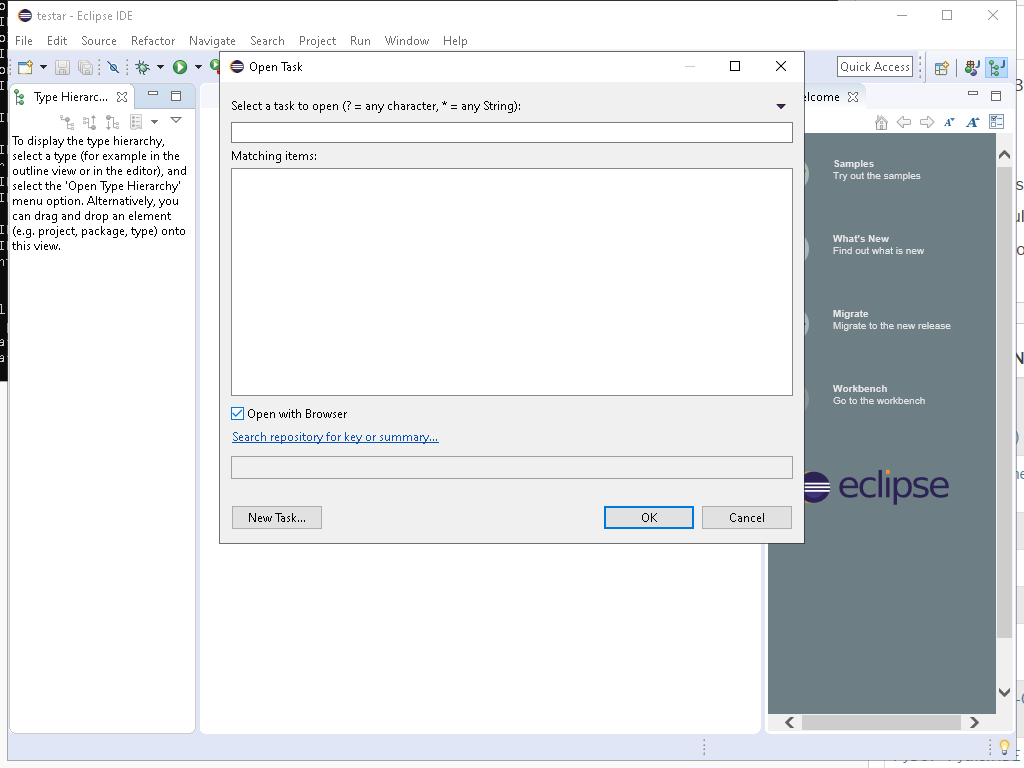 testar - Eclipse IDE
File Edit Source Refactor Navigate Search Project Run Window Help
Quick Access
Type Hierarc...
To display the type hierarchy,
select a type (for example in the
outline view or in the editor), and
select the 'Open Type Hierarchy'
menu option. Alternatively, you
can drag and drop an element
(e.g. project, package, type) onto
this view.
Open Task
Select a task to open (? = any character, * = any String):
Matching items:
Open with Browser
Search repository for key or summary...
New Task...
OK
Cancel
elcome
Samples
Try out the samples
What's New
Find out what is new
Migrate
Migrate to the new release
Workbench
Go to the workbench
eclipse